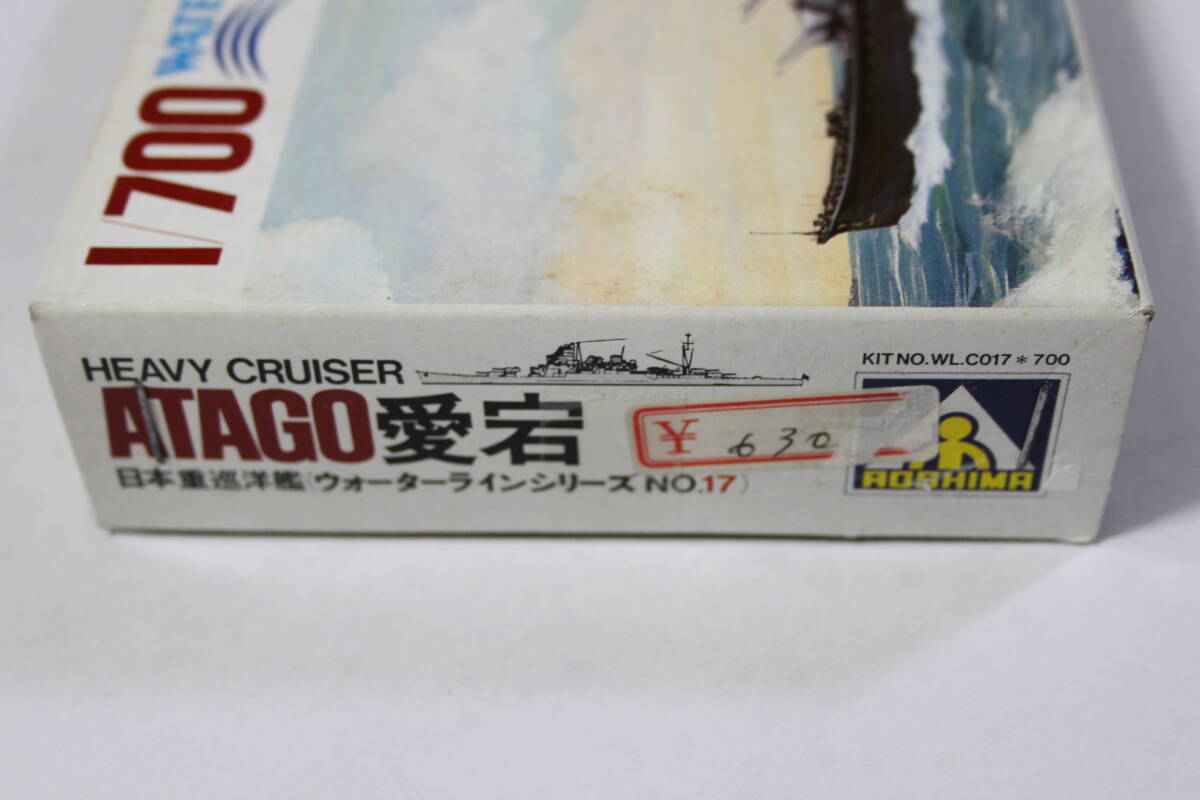 1/700
WATE
HEAVY CRUISER
ATAGO愛宕
日本重巡洋艦(ウォーターラインシリーズ NO.17)
KIT NO. WL.C017*700
¥ 630
AOSHIMA